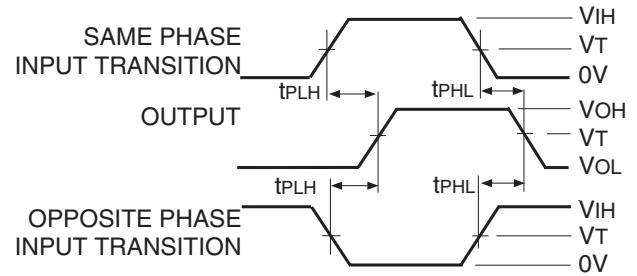 SAME PHASE
INPUT TRANSITION
VIH
VT
0V
tPLH
tPHL
OUTPUT
VOH
VT
VOL
tPLH
tPHL
OPPOSITE PHASE
INPUT TRANSITION
VIH
VT
0V